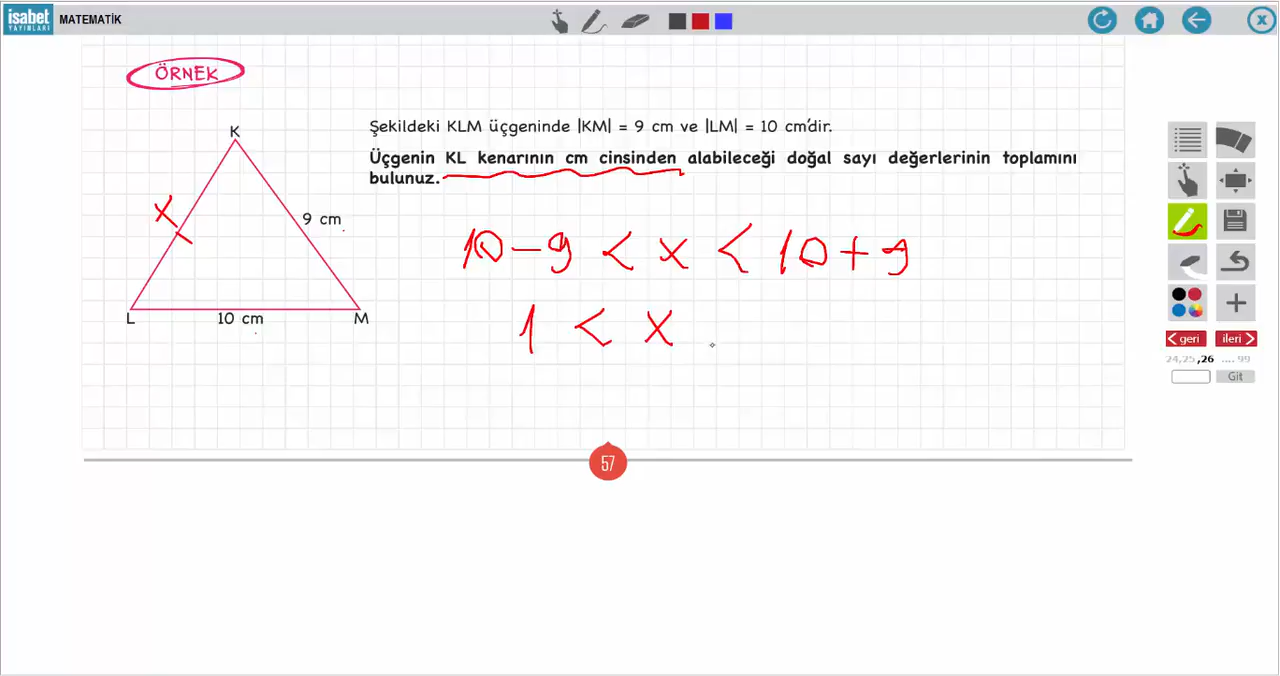 isabet
YAYINLARI
MATEMATİK
ÖRNEK
Şekildeki KLM üçgeninde |KM| = 9 cm ve |LM| = 10 cm'dir.
Üçgenin KL kenarının cm cinsinden alabileceği doğal sayı değerlerinin toplamını
bulunuz.
K
X
9 cm
L
10 cm
M
10 - 9 < x < 10 + 9
1 < x
geri
ileri
24,25,26 .... 99
Git
57